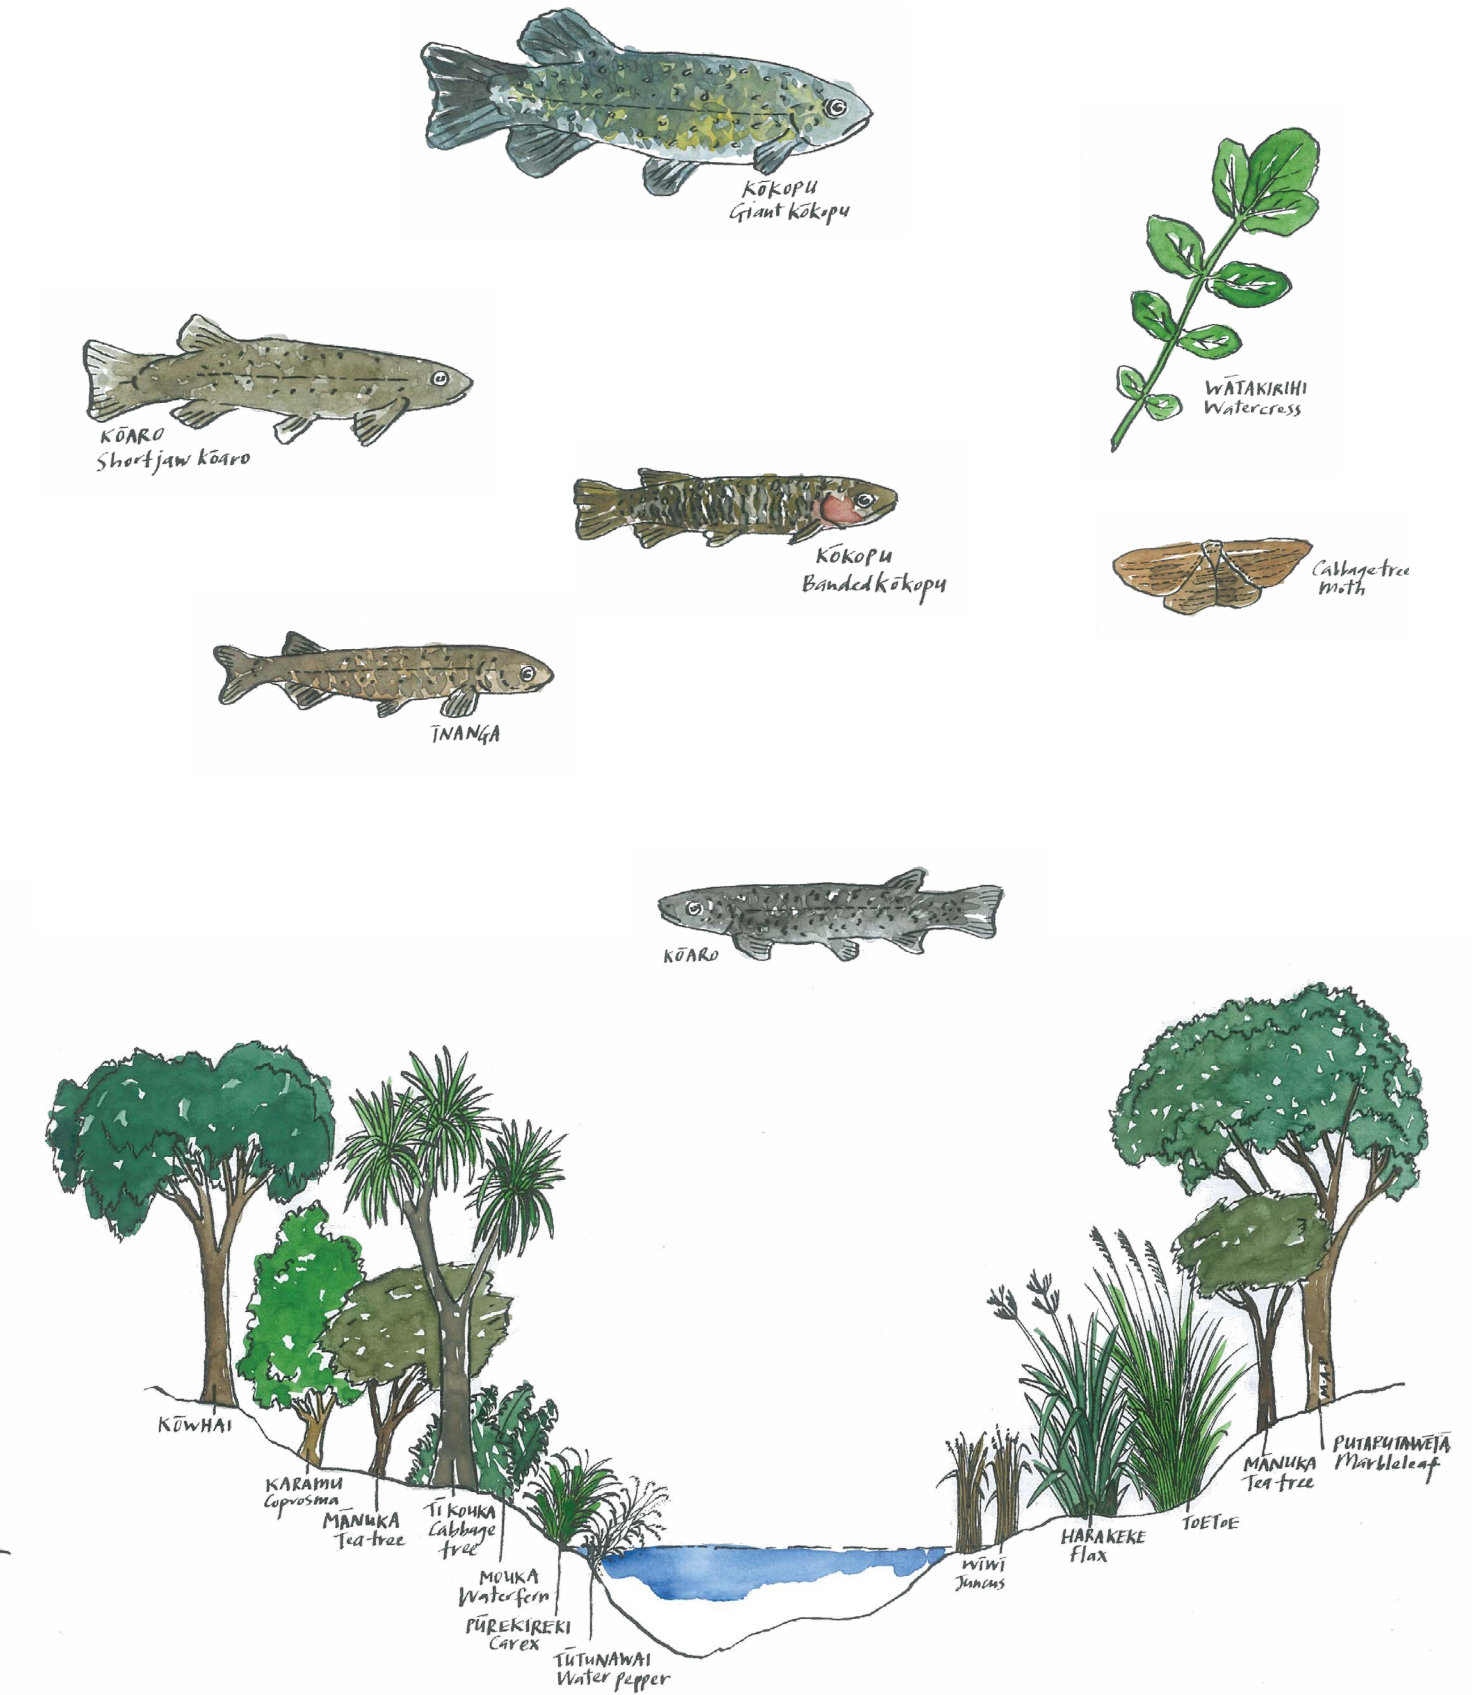 KŌKOPU
Giant Kōkopu
WĀTAKIRIHI
Watercress
KŌARO
Shortjaw Kōaro
KŌKOPU
Banded Kōkopu
Cabbage tree
Moth
ĪNANGA
KŌARO
KŌWHAI
KARAMU
Coprosma
MĀNUKA
Tea tree
TĪ KOUKA
Cabbage
tree
MOUKA
Waterfern
PŪREKIREKI
Carex
TŪTUNAWAI
Water pepper
WĪWĪ
Juncus
HARAKEKE
Flax
TOETOE
MĀNUKA
Tea tree
PUTAPUTAWĒTĀ
Marbleleaf